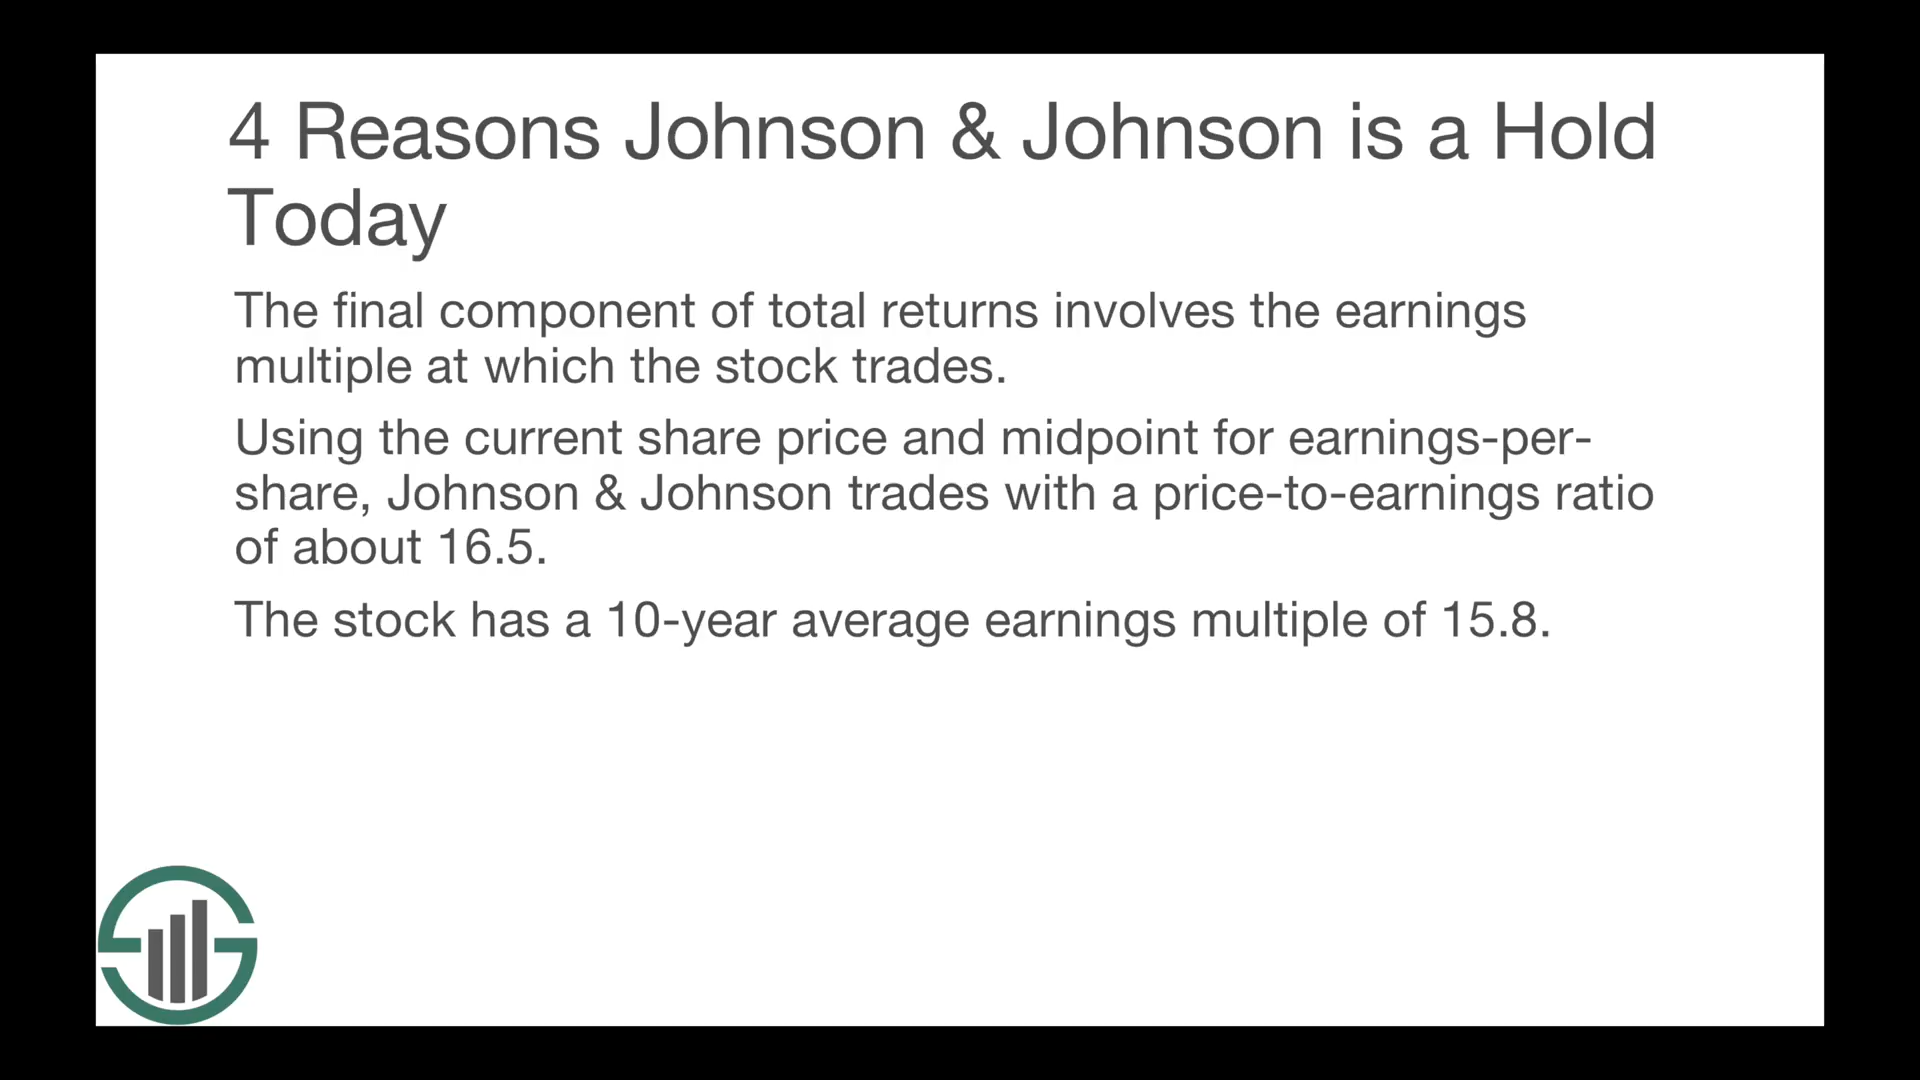 4 Reasons Johnson & Johnson is a Hold
Today
The final component of total returns involves the earnings
multiple at which the stock trades.
Using the current share price and midpoint for earnings-per-
share, Johnson & Johnson trades with a price-to-earnings ratio
of about 16.5.
The stock has a 10-year average earnings multiple of 15.8.